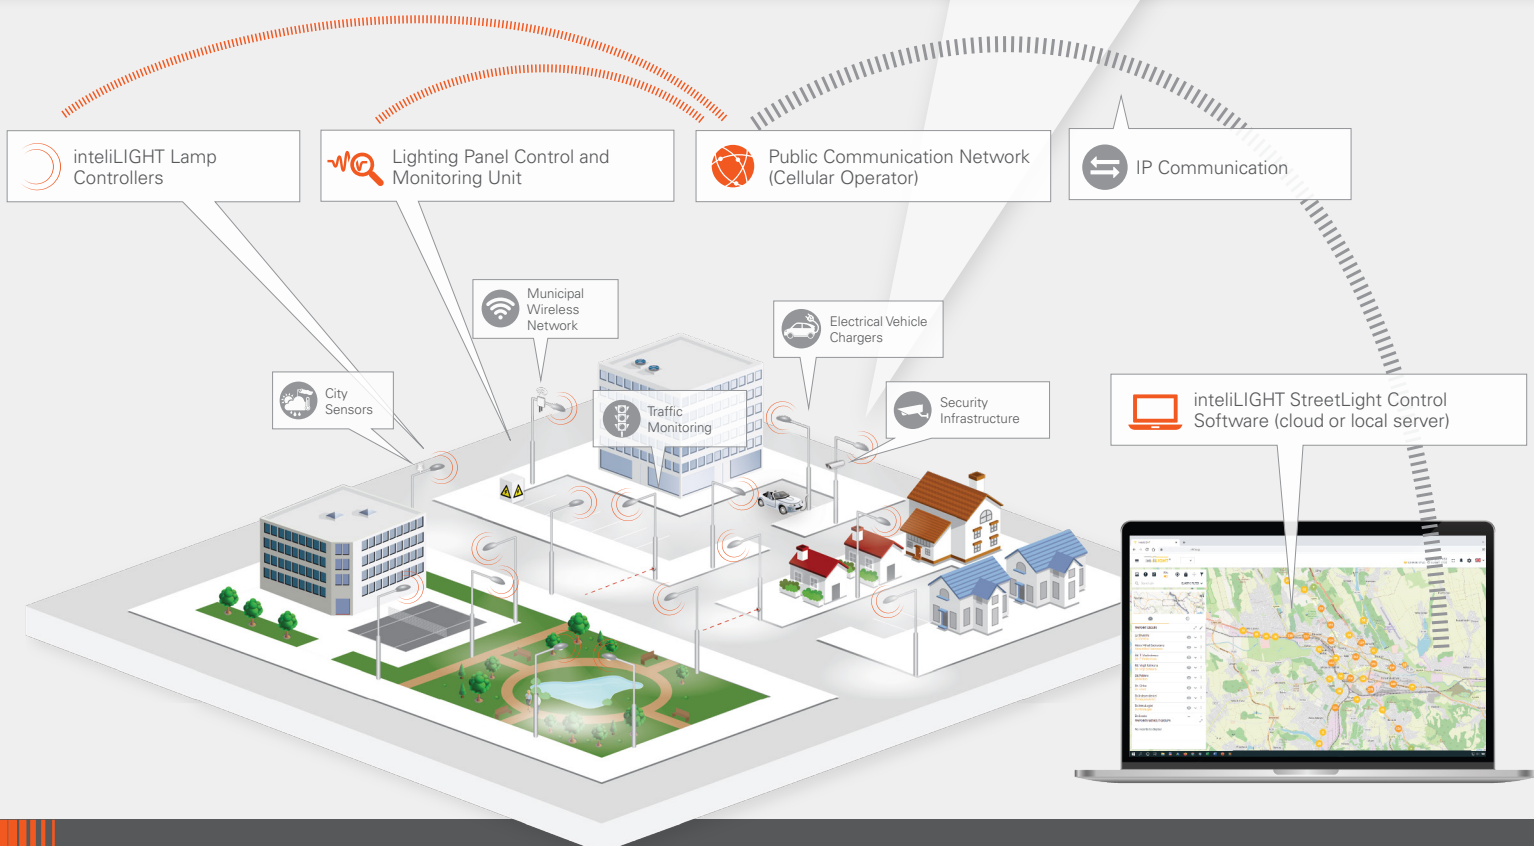 inteliLIGHT Lamp
Controllers
Lighting Panel Control and
Monitoring Unit
Public Communication Network
(Cellular Operator)
IP Communication
Municipal
Wireless
Network
Electrical Vehicle
Chargers
City
Sensors
Traffic
Monitoring
Security
Infrastructure
inteliLIGHT StreetLight Control
Software (cloud or local server)